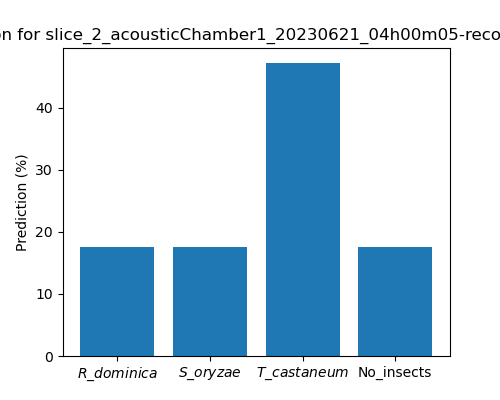 on for slice_2_acousticChamber1_20230621_04h00m05-reco
Prediction (%)
40
30
20
10
0
R_dominica S_oryzae T_castaneum No_insects